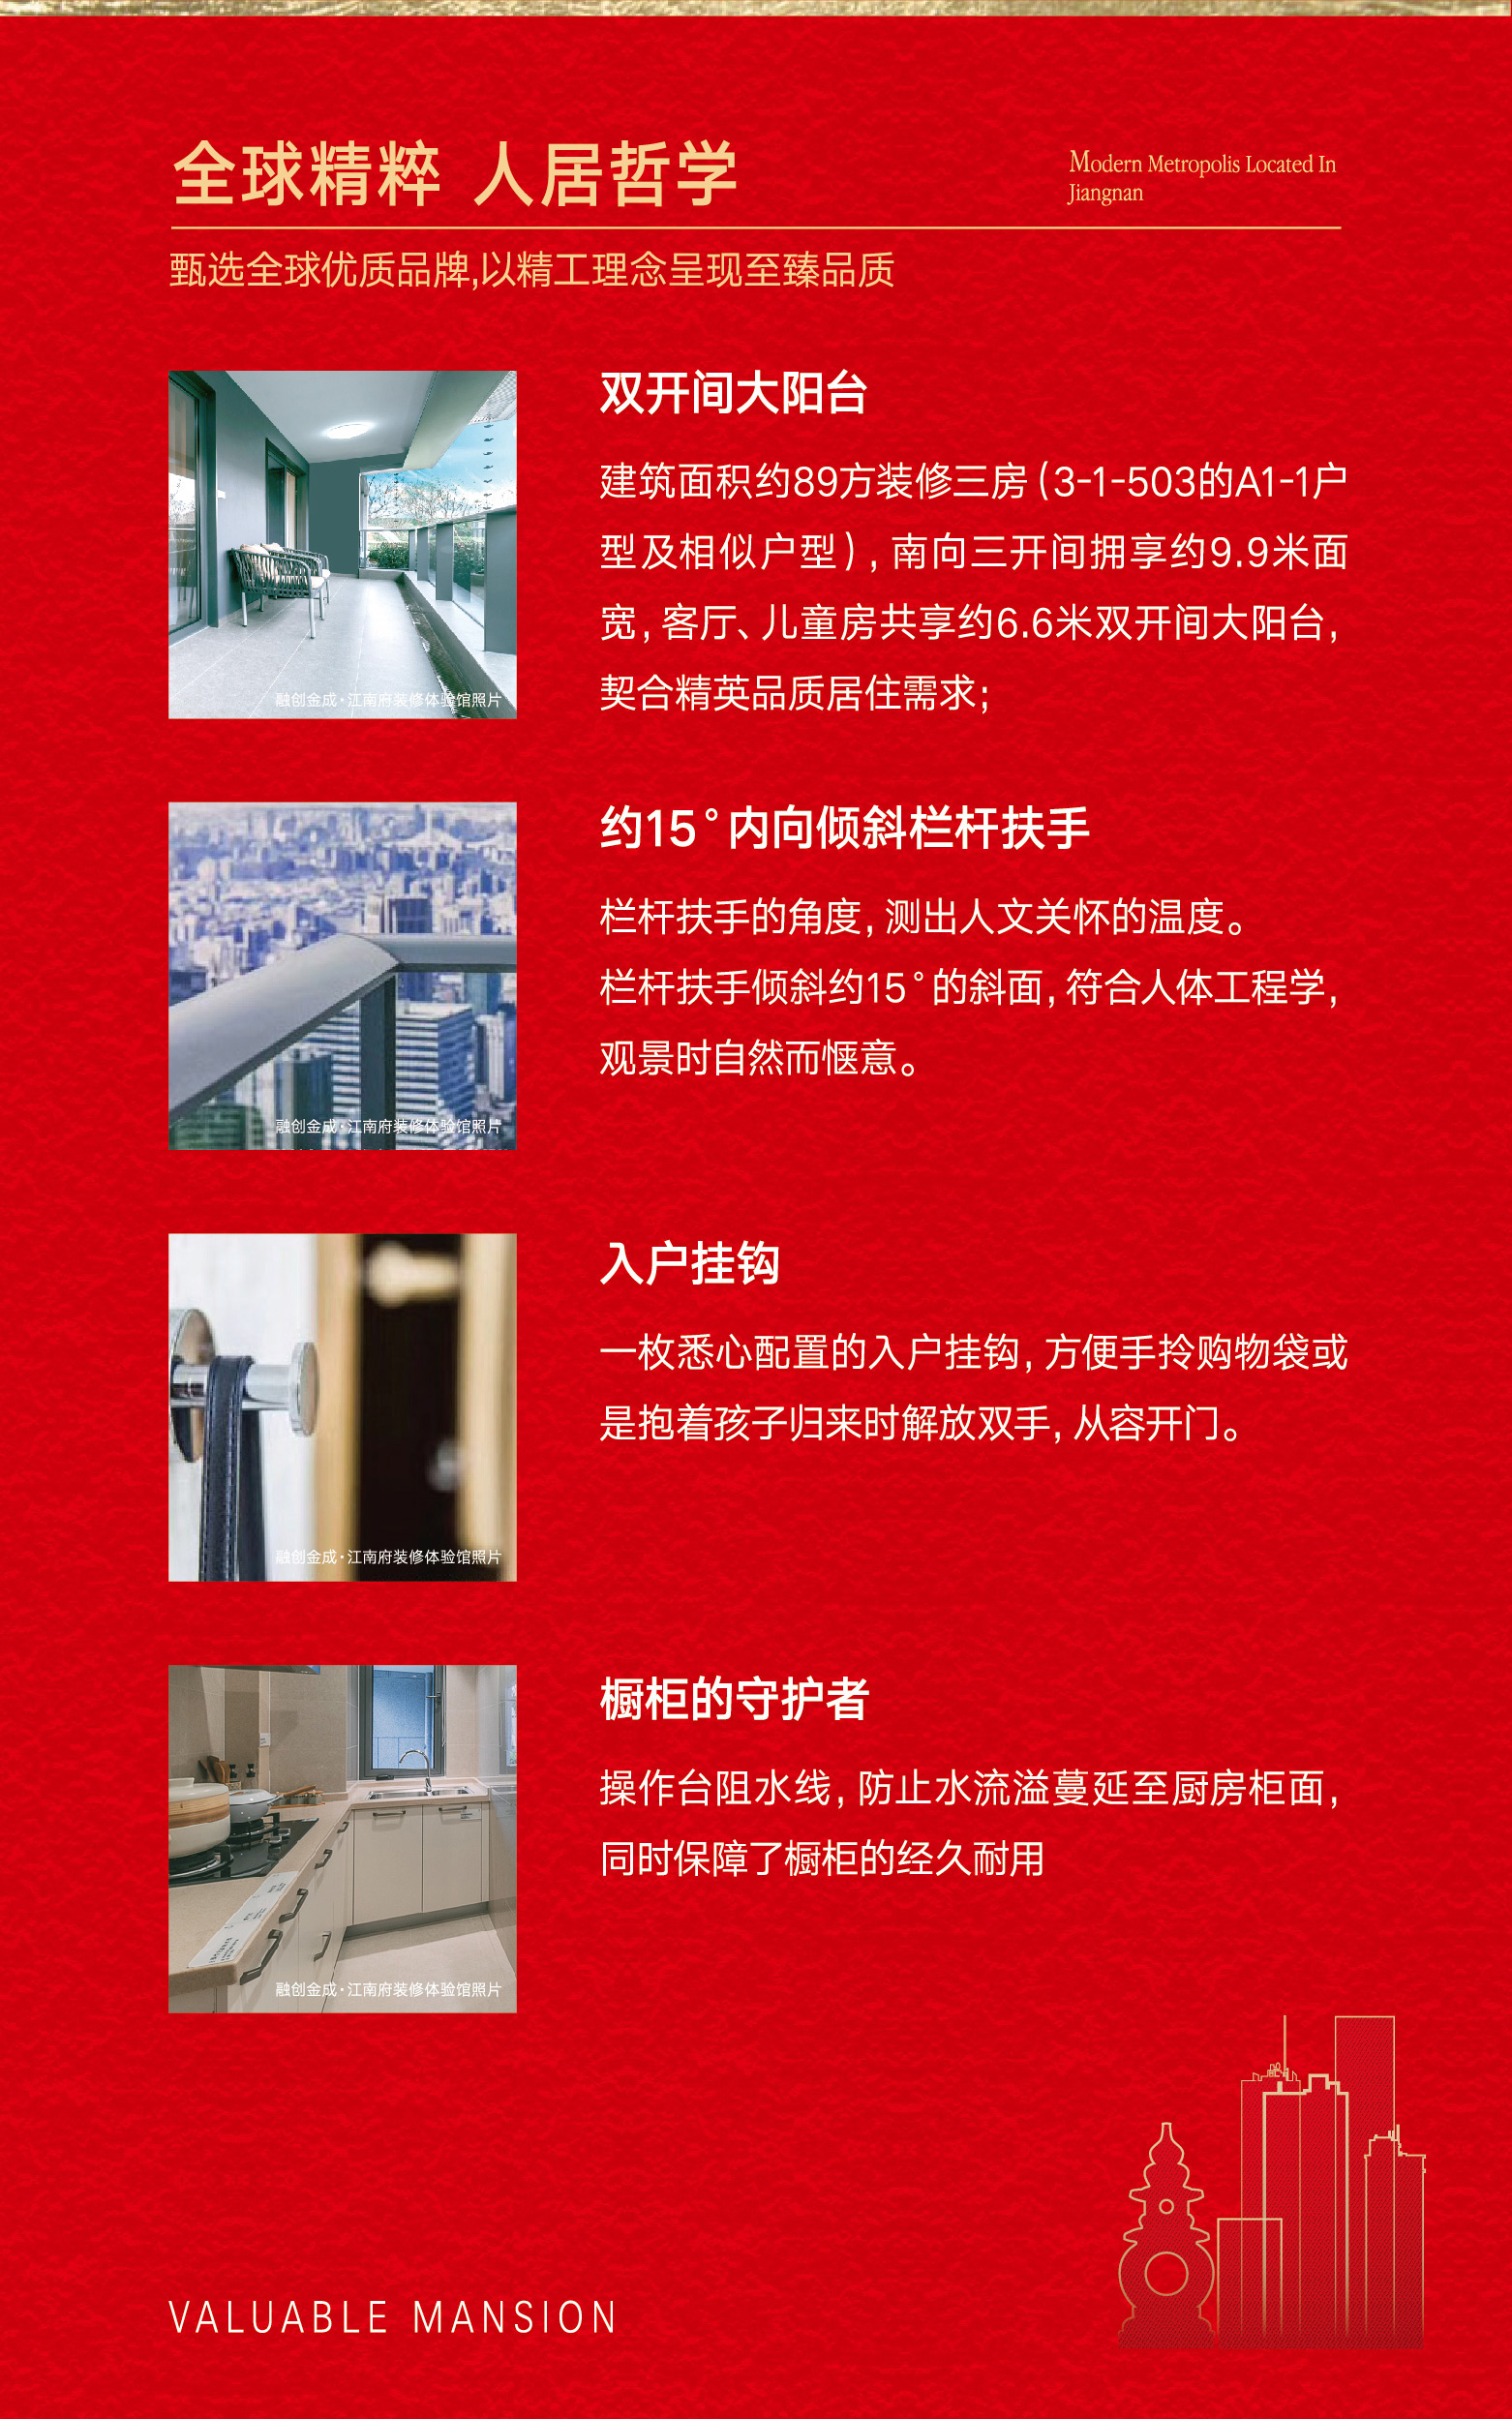 全球精粹 人居哲学
Modern Metropolis Located In
Jiangnan
甄选全球优质品牌,以精工理念呈现至臻品质
双开间大阳台
建筑面积约89方装修三房(3-1-503的A1-1户
型及相似户型),南向三开间拥享约9.9米面
宽,客厅、儿童房共享约6.6米双开间大阳台,
契合精英品质居住需求;
融创金成·江南府装修体验馆照片
约15°内向倾斜栏杆扶手
栏杆扶手的角度,测出人文关怀的温度。
栏杆扶手倾斜约15°的斜面,符合人体工程学,
观景时自然而惬意。
融创金成·江南府装修体验馆照片
入户挂钩
一枚悉心配置的入户挂钩,方便手拎购物袋或
是抱着孩子归来时解放双手,从容开门。
融创金成·江南府装修体验馆照片
橱柜的守护者
操作台阻水线,防止水流溢蔓延至厨房柜面,
同时保障了橱柜的经久耐用
融创金成·江南府装修体验馆照片
VALUABLE MANSION